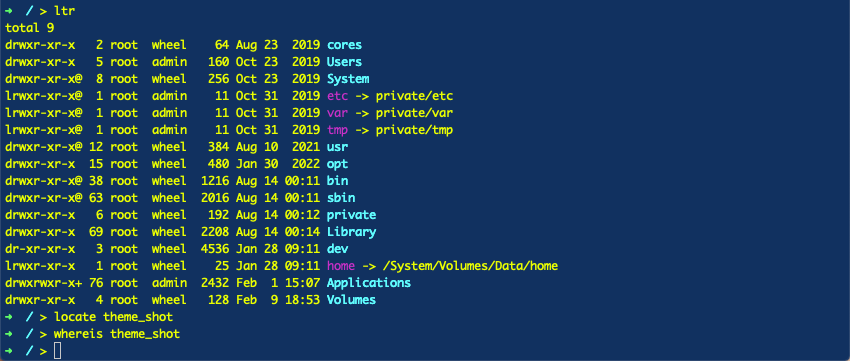 ➜  / > ltr
total 9
drwxr-xr-x   2 root  wheel    64 Aug 23  2019 cores
drwxr-xr-x   5 root  admin   160 Oct 23  2019 Users
drwxr-xr-x@  8 root  wheel   256 Oct 23  2019 System
lrwxr-xr-x@  1 root  admin    11 Oct 31  2019 etc -> private/etc
lrwxr-xr-x@  1 root  admin    11 Oct 31  2019 var -> private/var
lrwxr-xr-x@  1 root  admin    11 Oct 31  2019 tmp -> private/tmp
drwxr-xr-x@ 12 root  wheel   384 Aug 10  2021 usr
drwxr-xr-x  15 root  wheel   480 Jan 30  2022 opt
drwxr-xr-x@ 38 root  wheel  1216 Aug 14 00:11 bin
drwxr-xr-x@ 63 root  wheel  2016 Aug 14 00:11 sbin
drwxr-xr-x   6 root  wheel   192 Aug 14 00:12 private
drwxr-xr-x  69 root  wheel  2208 Aug 14 00:14 Library
dr-xr-xr-x   3 root  wheel  4536 Jan 28 09:11 dev
lrwxr-xr-x   1 root  wheel    25 Jan 28 09:11 home -> /System/Volumes/Data/home
drwxrwxr-x+ 76 root  admin  2432 Feb  1 15:07 Applications
drwxr-xr-x   4 root  wheel   128 Feb  9 18:53 Volumes
➜  / > locate theme_shot
➜  / > whereis theme_shot
➜  / >